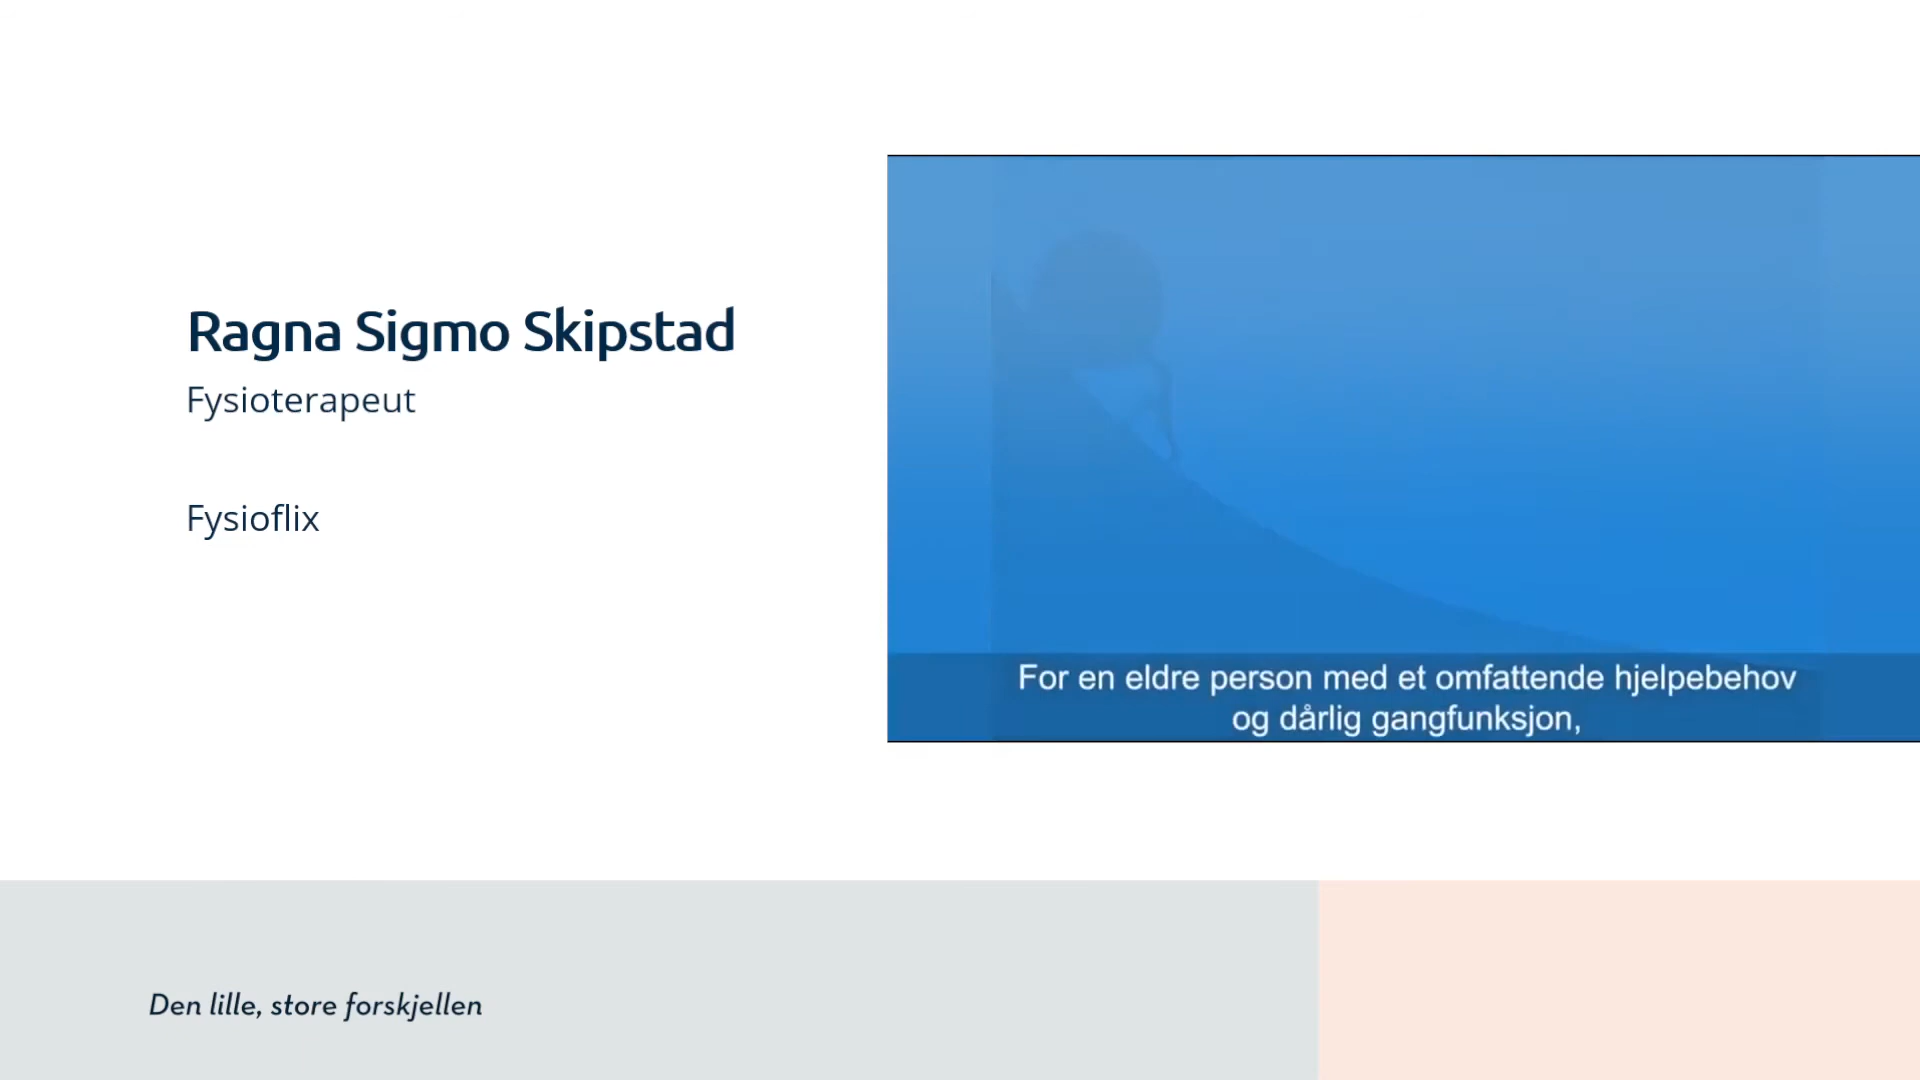 Ragna Sigmo Skipstad
Fysioterapeut
Fysioflix
For en eldre person med et omfattende hjelpebehov
og dårlig gangfunksjon,
Den lille, store forskjellen